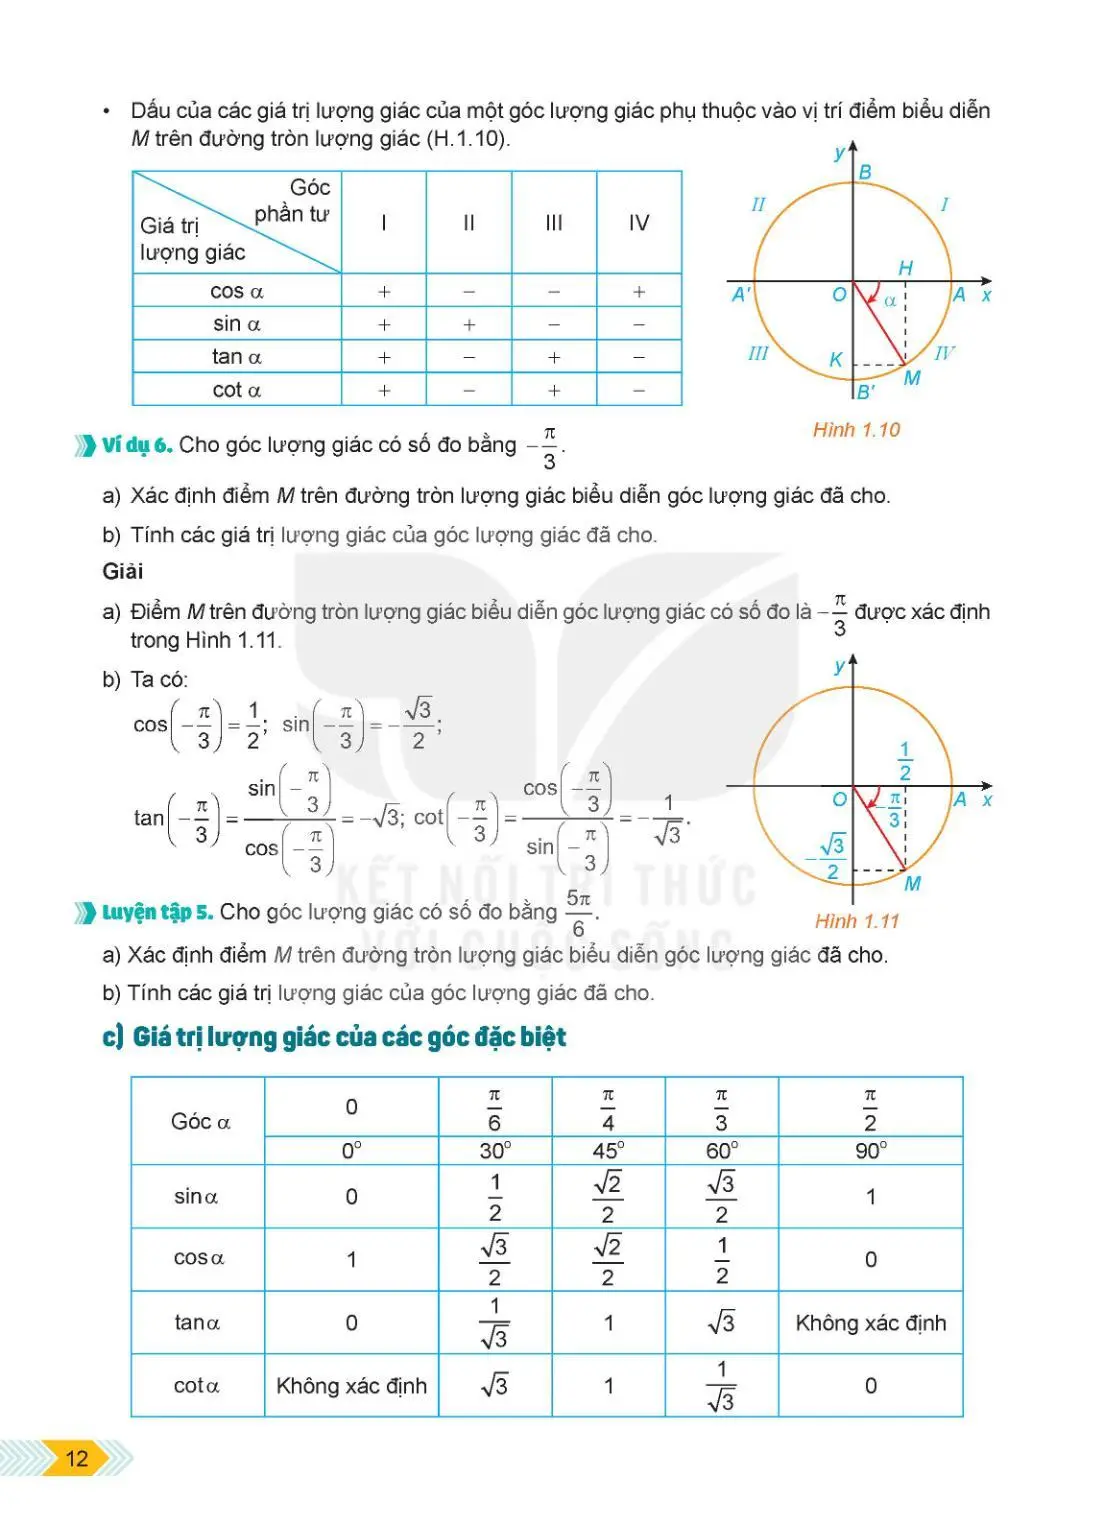 • Dấu của các giá trị lượng giác của một góc lượng giác phụ thuộc vào vị trí điểm biểu diễn
M trên đường tròn lượng giác (H.1.10).
Góc
phần tư
Giá trị
lượng giác
I II III IV
cos α + − − +
sin α + + − −
tan α + − + −
cot α + − + −
y
B
II
I
H
A'
O
α
A x
III
K
IV
M
B'
Hình 1.10
Ví dụ 6. Cho góc lượng giác có số đo bằng −π/3.
a) Xác định điểm M trên đường tròn lượng giác biểu diễn góc lượng giác đã cho.
b) Tính các giá trị lượng giác của góc lượng giác đã cho.
Giải
a) Điểm M trên đường tròn lượng giác biểu diễn góc lượng giác có số đo là −π/3 được xác định
trong Hình 1.11.
b) Ta có:
cos(−π/3) = 1/2; sin(−π/3) = −√3/2;
tan(−π/3) = sin(−π/3)/cos(−π/3) = −√3; cot(−π/3) = cos(−π/3)/sin(−π/3) = −1/√3.
y
1/2
O
−π/3
A x
−√3/2
M
Hình 1.11
KẾT NỐI TRI THỨC
VỚI CUỘC SỐNG
Luyện tập 5. Cho góc lượng giác có số đo bằng 5π/6.
a) Xác định điểm M trên đường tròn lượng giác biểu diễn góc lượng giác đã cho.
b) Tính các giá trị lượng giác của góc lượng giác đã cho.
c) Giá trị lượng giác của các góc đặc biệt
Góc α 0 π/6 π/4 π/3 π/2
0° 30° 45° 60° 90°
sin α 0 1/2 √2/2 √3/2 1
cos α 1 √3/2 √2/2 1/2 0
tan α 0 1/√3 1 √3 Không xác định
cot α Không xác định √3 1 1/√3 0
12